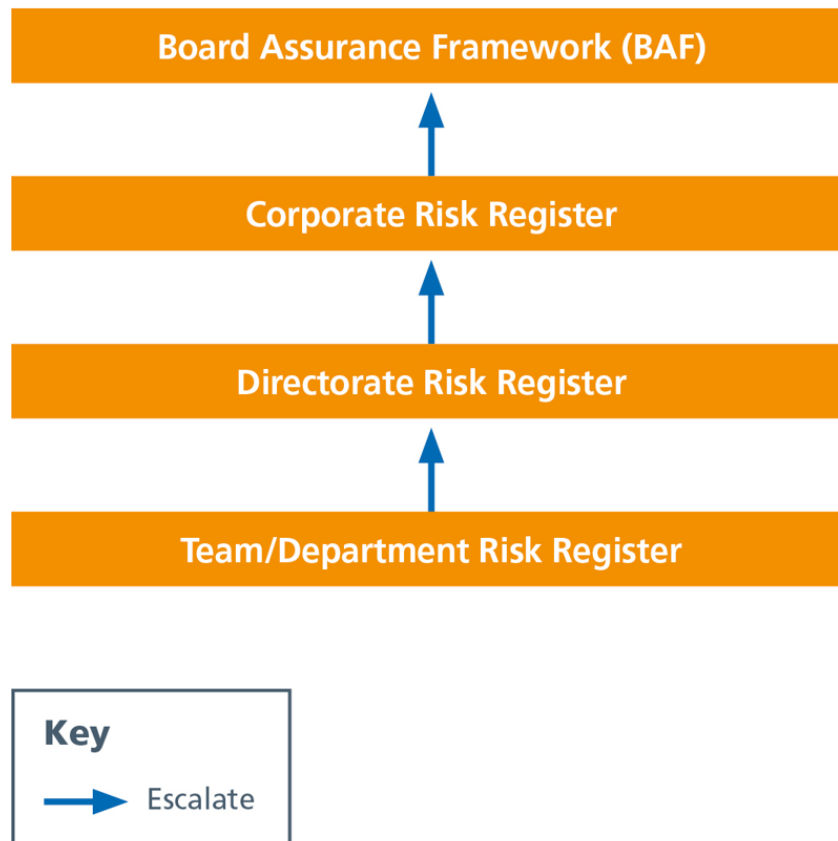 Board Assurance Framework (BAF)
Corporate Risk Register
Directorate Risk Register
Team/Department Risk Register
Key
Escalate